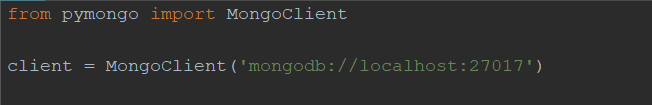 from pymongo import MongoClient
client = MongoClient('mongodb://localhost:27017')